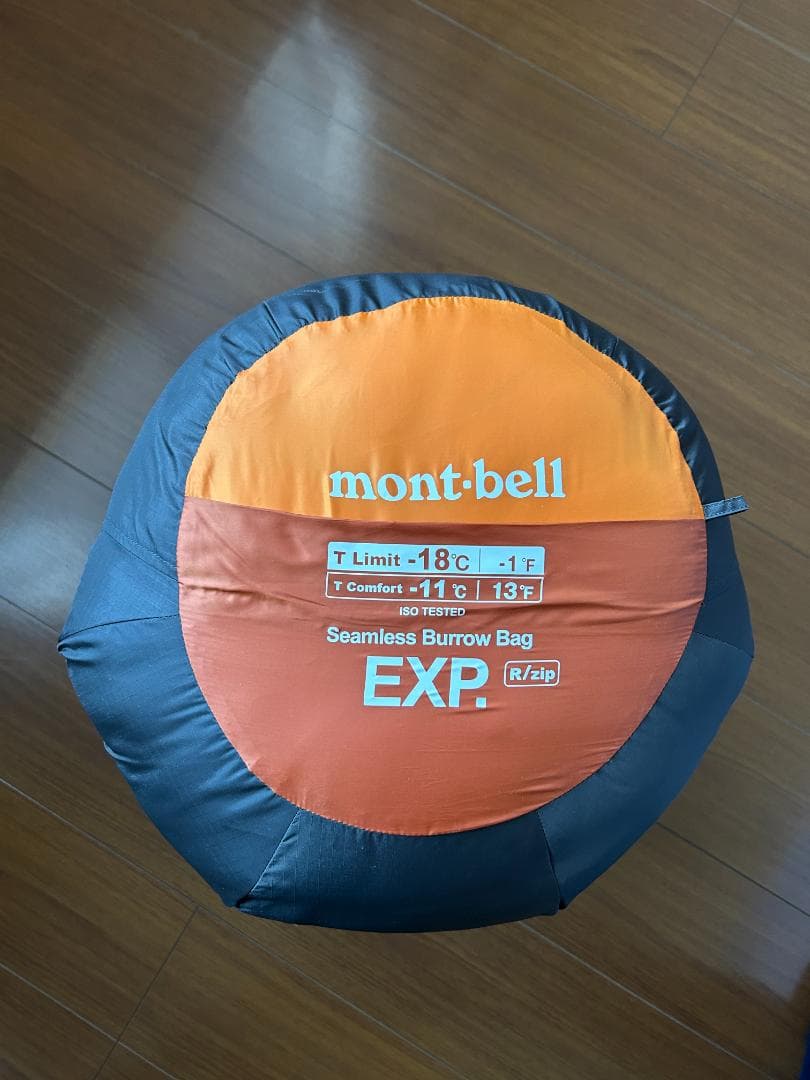 mont·bell
T Limit -18℃ -1°F
T Comfort -11℃ 13°F
ISO TESTED
Seamless Burrow Bag
EXP. R/zip